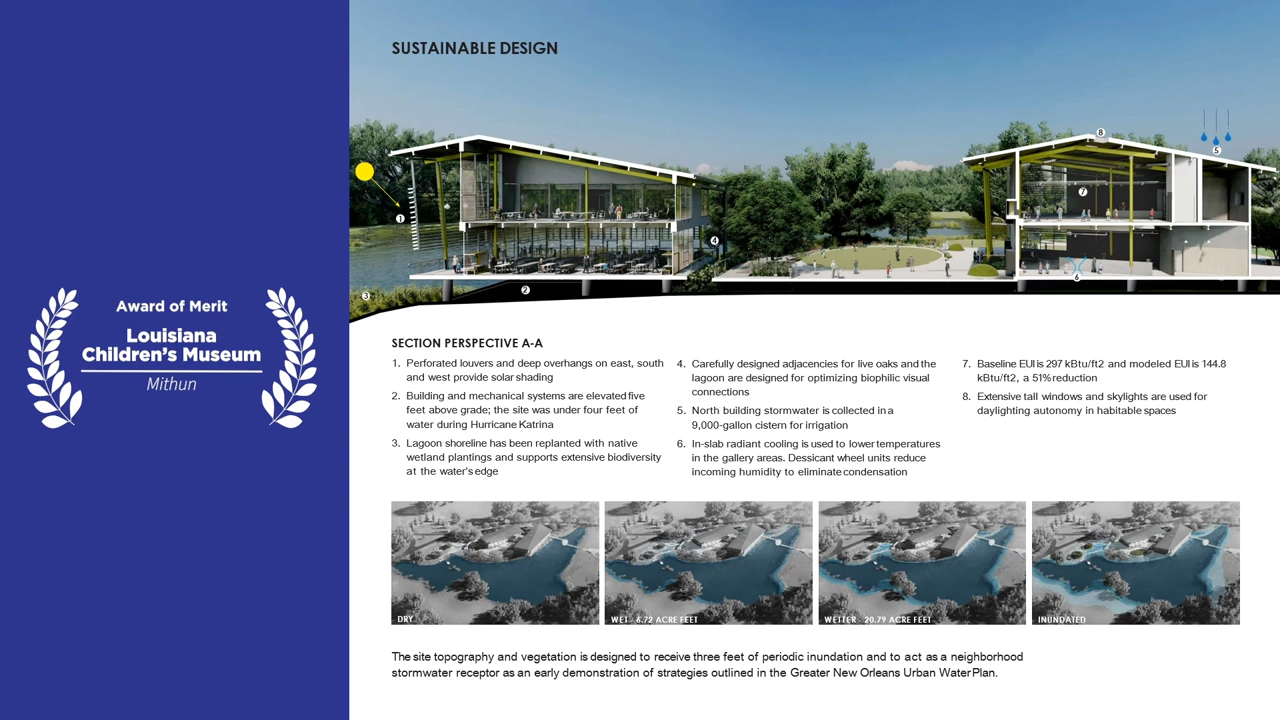 Award of Merit
Louisiana
Children's Museum
Mithun
SUSTAINABLE DESIGN
8
5
7
1
4
6
2
3
SECTION PERSPECTIVE A-A
1. Perforated louvers and deep overhangs on east, south
and west provide solar shading
2. Building and mechanical systems are elevated five
feet above grade; the site was under four feet of
water during Hurricane Katrina
3. Lagoon shoreline has been replanted with native
wetland plantings and supports extensive biodiversity
at the water's edge
4. Carefully designed adjacencies for live oaks and the
lagoon are designed for optimizing biophilic visual
connections
5. North building stormwater is collected in a
9,000-gallon cistern for irrigation
6. In-slab radiant cooling is used to lower temperatures
in the gallery areas. Dessicant wheel units reduce
incoming humidity to eliminate condensation
7. Baseline EUI is 297 kBtu/ft2 and modeled EUI is 144.8
kBtu/ft2, a 51% reduction
8. Extensive tall windows and skylights are used for
daylighting autonomy in habitable spaces
DRY
WET - 6.72 ACRE FEET
WETTER - 20.79 ACRE FEET
INUNDATED
The site topography and vegetation is designed to receive three feet of periodic inundation and to act as a neighborhood
stormwater receptor as an early demonstration of strategies outlined in the Greater New Orleans Urban Water Plan.